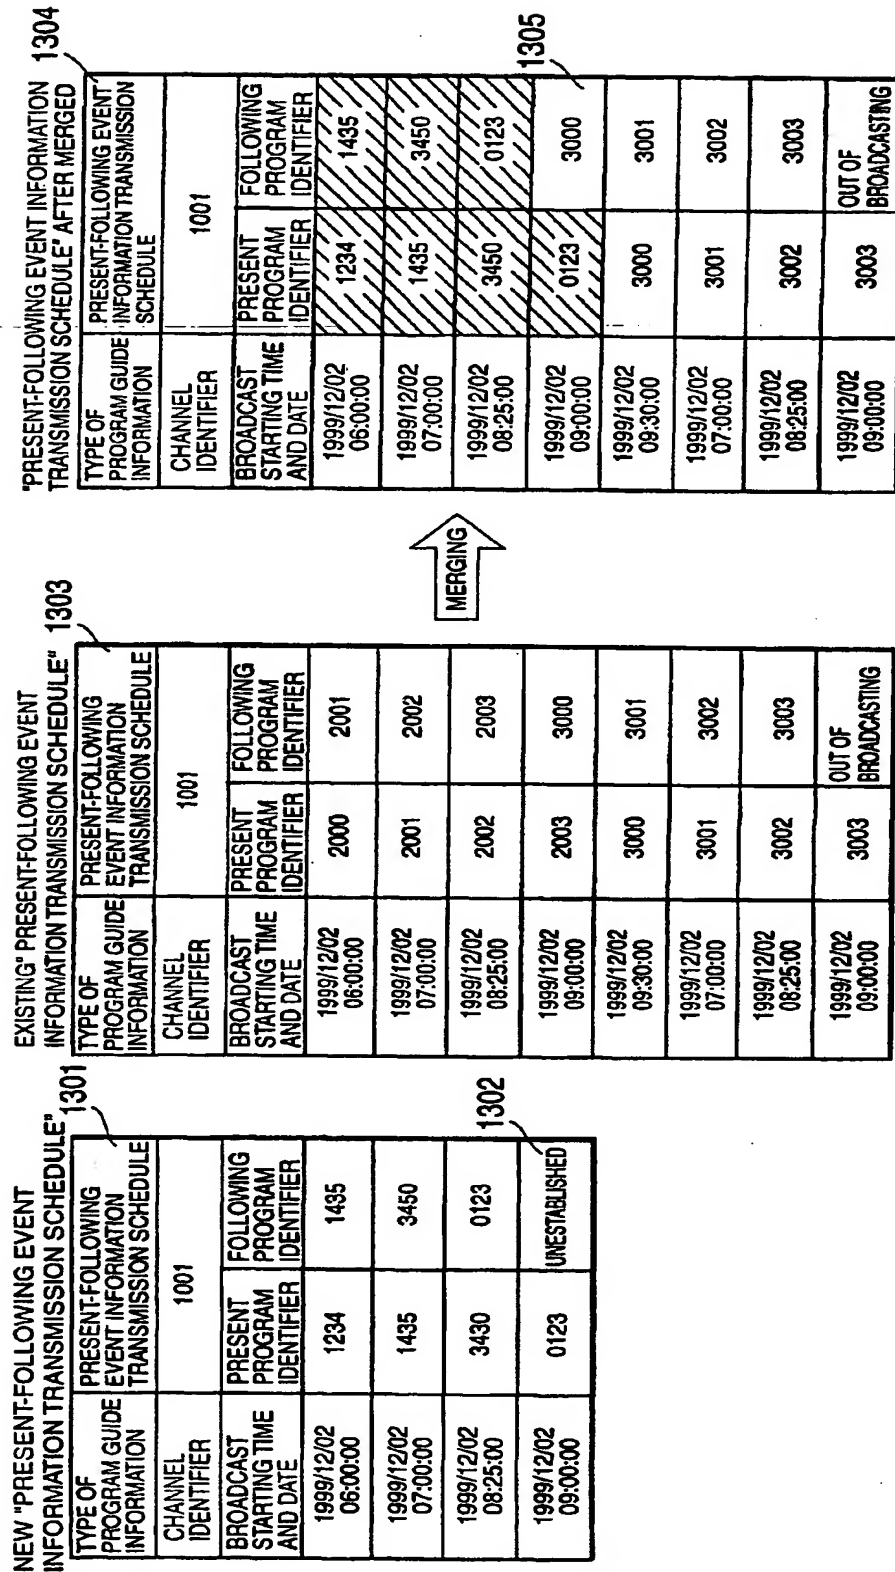 NEW "PRESENT-FOLLOWING EVENT
INFORMATION TRANSMISSION SCHEDULE"
1301
TYPE OF
PROGRAM GUIDE
INFORMATION
PRESENT-FOLLOWING
EVENT INFORMATION
TRANSMISSION SCHEDULE
CHANNEL
IDENTIFIER
1001
BROADCAST
STARTING TIME
AND DATE
PRESENT
PROGRAM
IDENTIFIER
FOLLOWING
PROGRAM
IDENTIFIER
1999/12/02
06:00:00
1234
1435
1999/12/02
07:00:00
1435
3450
1999/12/02
08:25:00
3430
0123
1302
1999/12/02
09:00:00
0123
UNESTABLISHED
EXISTING" PRESENT-FOLLOWING EVENT
INFORMATION TRANSMISSION SCHEDULE"
1303
TYPE OF
PROGRAM GUIDE
INFORMATION
PRESENT-FOLLOWING
EVENT INFORMATION
TRANSMISSION SCHEDULE
CHANNEL
IDENTIFIER
1001
BROADCAST
STARTING TIME
AND DATE
PRESENT
PROGRAM
IDENTIFIER
FOLLOWING
PROGRAM
IDENTIFIER
1999/12/02
06:00:00
2000
2001
1999/12/02
07:00:00
2001
2002
1999/12/02
08:25:00
2002
2003
1999/12/02
09:00:00
2003
3000
1999/12/02
09:30:00
3000
3001
1999/12/02
07:00:00
3001
3002
1999/12/02
08:25:00
3002
3003
1999/12/02
09:00:00
3003
OUT OF
BROADCASTING
MERGING
"PRESENT-FOLLOWING EVENT INFORMATION
TRANSMISSION SCHEDULE" AFTER MERGED
1304
TYPE OF
PROGRAM GUIDE
INFORMATION
PRESENT-FOLLOWING EVENT
INFORMATION TRANSMISSION
SCHEDULE
CHANNEL
IDENTIFIER
1001
BROADCAST
STARTING TIME
AND DATE
PRESENT
PROGRAM
IDENTIFIER
FOLLOWING
PROGRAM
IDENTIFIER
1999/12/02
06:00:00
1234
1435
1999/12/02
07:00:00
1435
3450
1999/12/02
08:25:00
3450
0123
1305
1999/12/02
09:00:00
0123
3000
1999/12/02
09:30:00
3000
3001
1999/12/02
07:00:00
3001
3002
1999/12/02
08:25:00
3002
3003
1999/12/02
09:00:00
3003
OUT OF
BROADCASTING